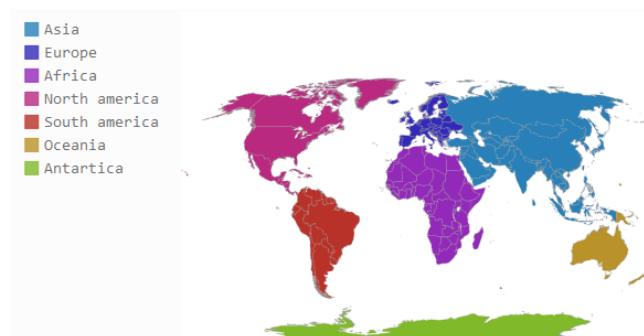 Asia
Europe
Africa
North america
South america
Oceania
Antartica